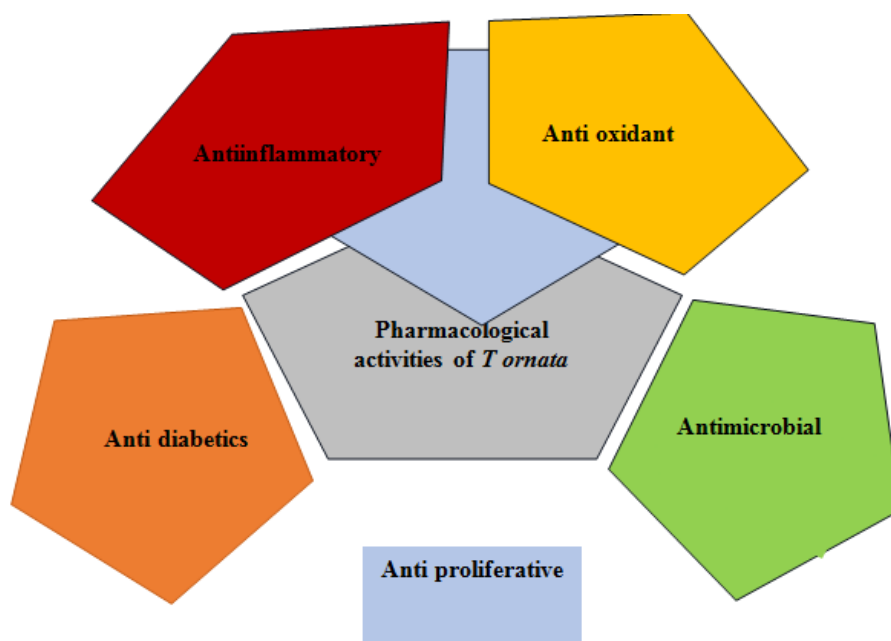 Anti oxidant
Antiinflammatory
Pharmacological
activities of T ornata
Antimicrobial
Anti diabetics
Anti proliferative